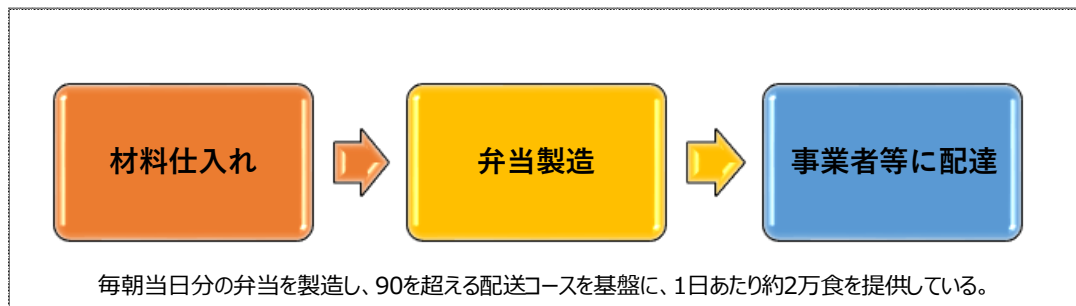 材料仕入れ
弁当製造
事業者等に配達
毎朝当日分の弁当を製造し、90を超える配送コースを基盤に、1日あたり約2万食を提供している。